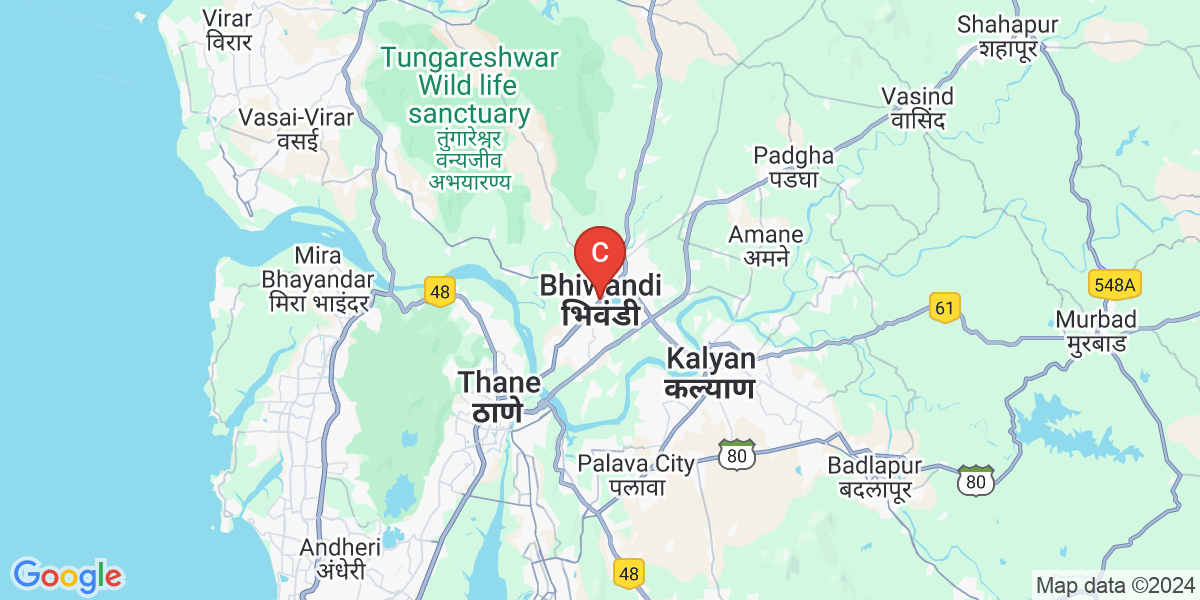 Virar
विरार
Shahapur
शहापूर
Tungareshwar
Wild life
sanctuary
तुंगारेश्वर
वन्यजीव
अभयारण्य
Vasind
वासिंद
Vasai-Virar
वसई
Padgha
पडघा
Amane
अमने
C
Mira
Bhayandar
मिरा भाइंदर
48
Bhiwandi
भिवंडी
548A
61
Murbad
मुरबाड
Kalyan
कल्याण
Thane
ठाणे
80
Palava City
पलावा
Badlapur
बदलापूर
80
Andheri
अंधेरी
48
Google
Map data ©2024